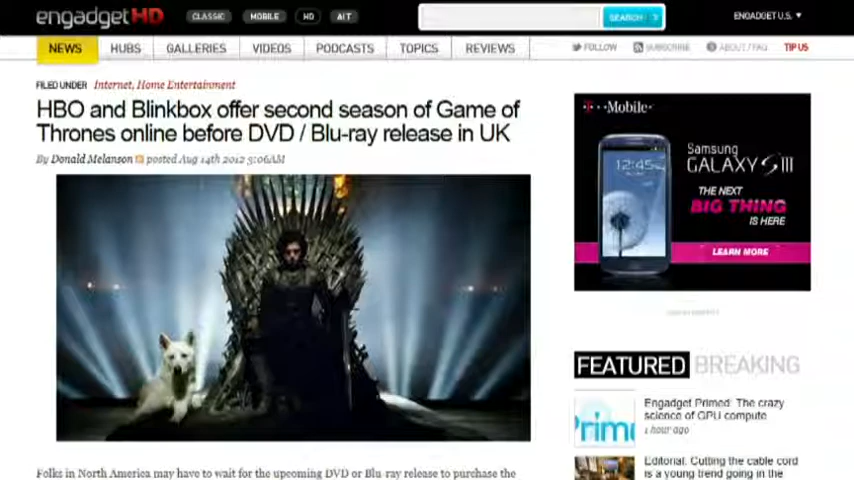 engadgetHD CLASSIC MOBILE HD ALT SEARCH ENGADGET U.S.
NEWS HUBS GALLERIES VIDEOS PODCASTS TOPICS REVIEWS FOLLOW SUBSCRIBE ABOUT / FAQ TIP US
FILED UNDER Internet, Home Entertainment
HBO and Blinkbox offer second season of Game of
Thrones online before DVD / Blu-ray release in UK
By Donald Melanson posted Aug 14th 2012 3:06AM
T··Mobile·
12:45
Samsung
GALAXY S III
THE NEXT
BIG THING
IS HERE
LEARN MORE
FEATURED BREAKING
Prime
Engadget Primed: The crazy
science of GPU compute
1 hour ago
Editorial: Cutting the cable cord
is a young trend going in the
Folks in North America may have to wait for the upcoming DVD or Blu-ray release to purchase the